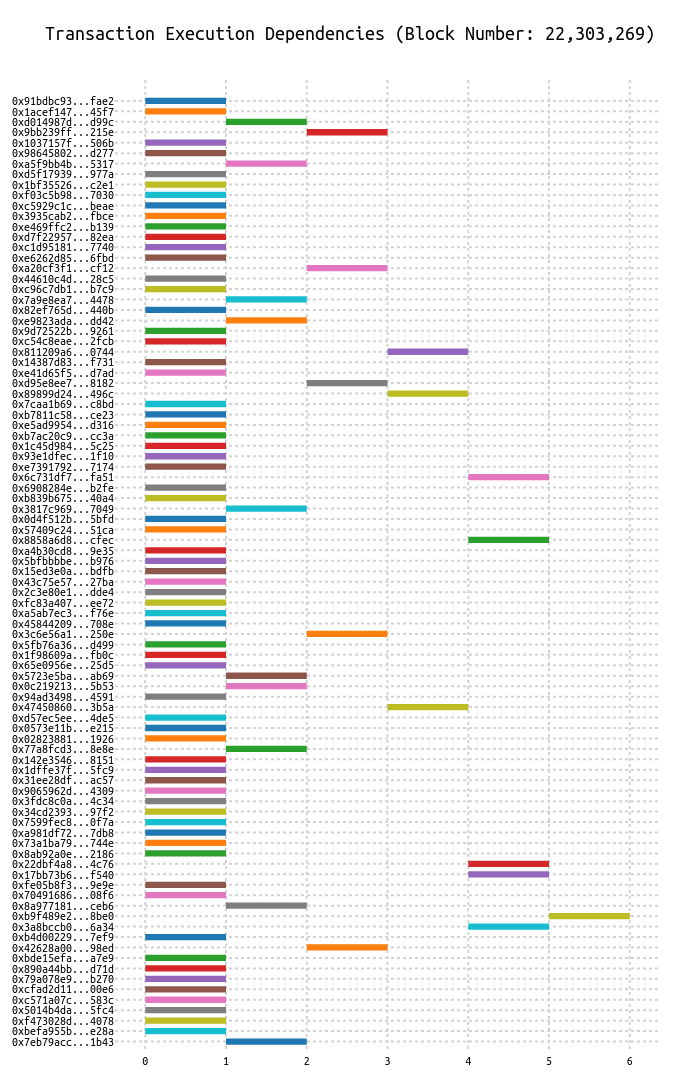 Transaction Execution Dependencies (Block Number: 22,303,269)
0x91bdbc93...fae2
0x1acef147...45f7
0xd014987d...d99c
0x9bb239ff...215e
0x1037157f...506b
0x98645802...d277
0xa5f9bb4b...5317
0xd5f17939...977a
0x1bf35526...c2e1
0xf03c5b98...7030
0xc5929c1c...beae
0x3935cab2...fbce
0xe469ffc2...b139
0xd7f22957...82ea
0xc1d95181...7740
0xe6262d85...6fbd
0xa20cf3f1...cf12
0x44610c4d...28c5
0xc96c7db1...b7c9
0x7a9e8ea7...4478
0x82ef765d...440b
0xe9823ada...dd42
0x9d72522b...9261
0xc54c8eae...2fcb
0x811209a6...0744
0x14387d83...f731
0xe41d65f5...d7ad
0xd95e8ee7...8182
0x89899d24...496c
0x7caa1b69...c8bd
0xb7811c58...ce23
0xe5ad9954...d316
0xb7ac20c9...cc3a
0x1c45d984...5c25
0x93e1dfec...1f10
0xe7391792...7174
0x6c731df7...fa51
0x6908284e...b2fe
0xb839b675...40a4
0x3817c969...7049
0x0d4f512b...5bfd
0x57409c24...51ca
0x8858a6d8...cfec
0xa4b30cd8...9e35
0x5bfbbbbe...b976
0x15ed3e0a...bdfb
0x43c75e57...27ba
0x2c3e80e1...dde4
0xfc83a407...ee72
0xa5ab7ec3...f76e
0x45844209...708e
0x3c6e56a1...250e
0x5fb76a36...d499
0x1f98609a...fb0c
0x65e0956e...25d5
0x5723e5ba...ab69
0x0c219213...5b53
0x94ad3498...4591
0x47450860...3b5a
0xd57ec5ee...4de5
0x0573e11b...e215
0x02823881...1926
0x77a8fcd3...8e8e
0x142e3546...8151
0x1dffe37f...5fc9
0x31ee28df...ac57
0x9065962d...4309
0x3fdc8c0a...4c34
0x34cd2393...97f2
0x7599fec8...0f7a
0xa981df72...7db8
0x73a1ba79...744e
0x8ab92a0e...2186
0x22dbf4a8...4c76
0x17bb73b6...f540
0xfe05b8f3...9e9e
0x70491686...08f6
0x8a977181...ceb6
0xb9f489e2...8be0
0x3a8bccb0...6a34
0xb4d00229...7ef9
0x42628a00...98ed
0xbde15efa...a7e9
0x890a44bb...d71d
0x79a078e9...b270
0xcfad2d11...00e6
0xc571a07c...583c
0x5014b4da...5fc4
0xf473028d...4078
0xbefa955b...e28a
0x7eb79acc...1b43
0 1 2 3 4 5 6